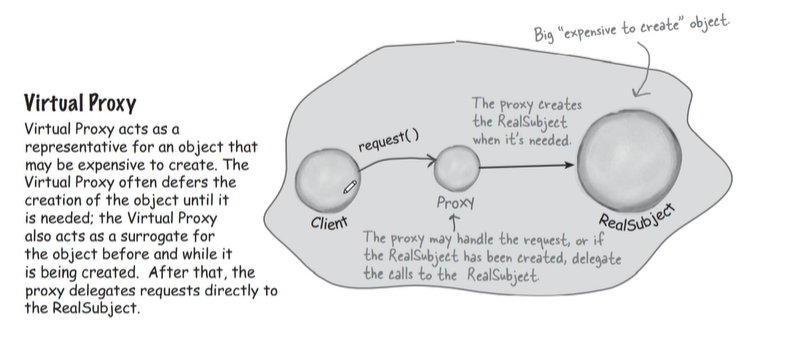 Big "expensive to create" object.
Virtual Proxy
Virtual Proxy acts as a
representative for an object that
may be expensive to create. The
Virtual Proxy often defers the
creation of the object until it
is needed; the Virtual Proxy
also acts as a surrogate for
the object before and while it
is being created. After that, the
proxy delegates requests directly to
the RealSubject.
request()
The proxy creates
the RealSubject
when it's needed.
Client
Proxy
RealSubject
The proxy may handle the request, or if
the RealSubject has been created, delegate
the calls to the RealSubject